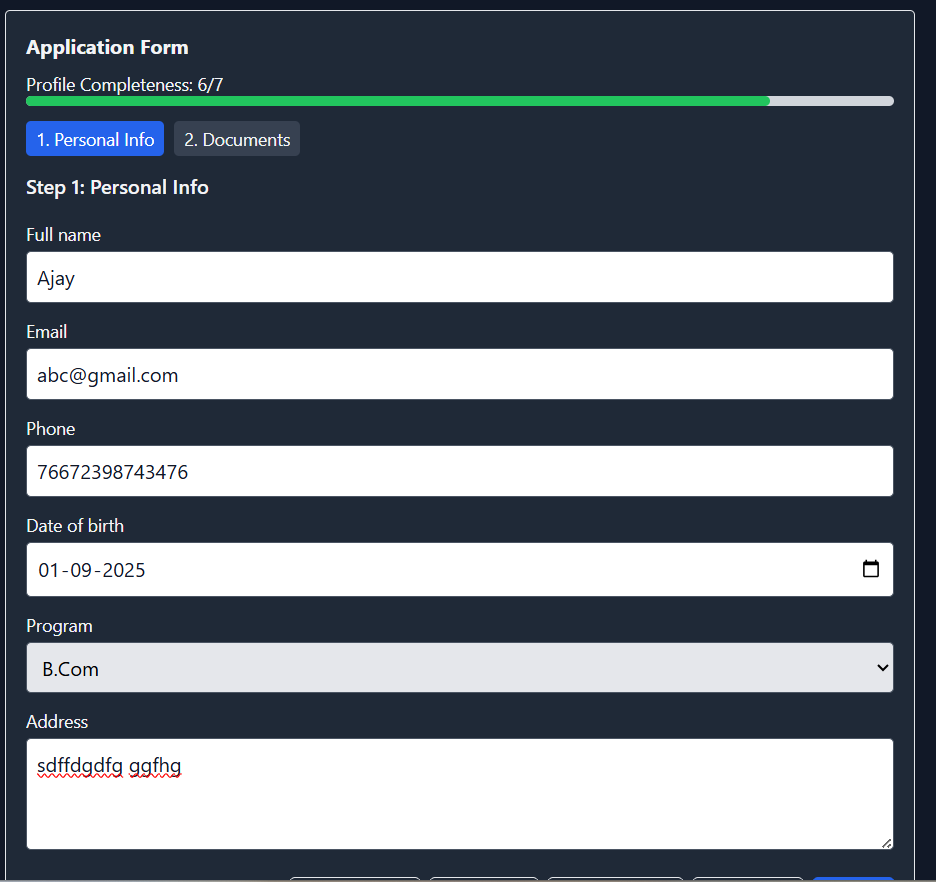 Application Form
Profile Completeness: 6/7
1. Personal Info 2. Documents
Step 1: Personal Info
Full name
Ajay
Email
abc@gmail.com
Phone
76672398743476
Date of birth
01-09-2025
Program
B.Com
Address
sdffdgdfg ggfhg